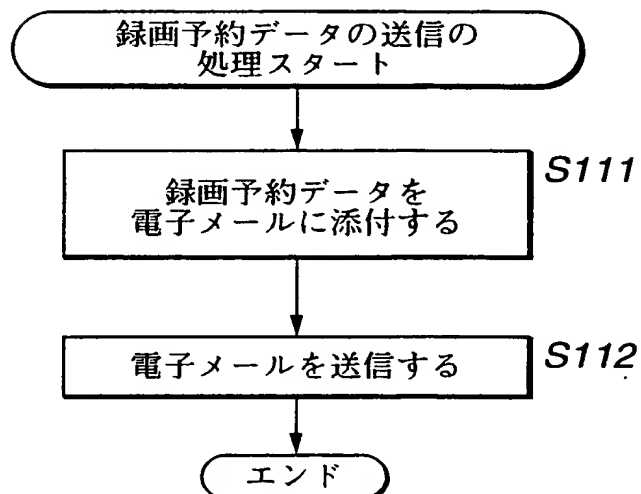 録画予約データの送信の
処理スタート
録画予約データを
電子メールに添付する
S111
電子メールを送信する
S112
エンド